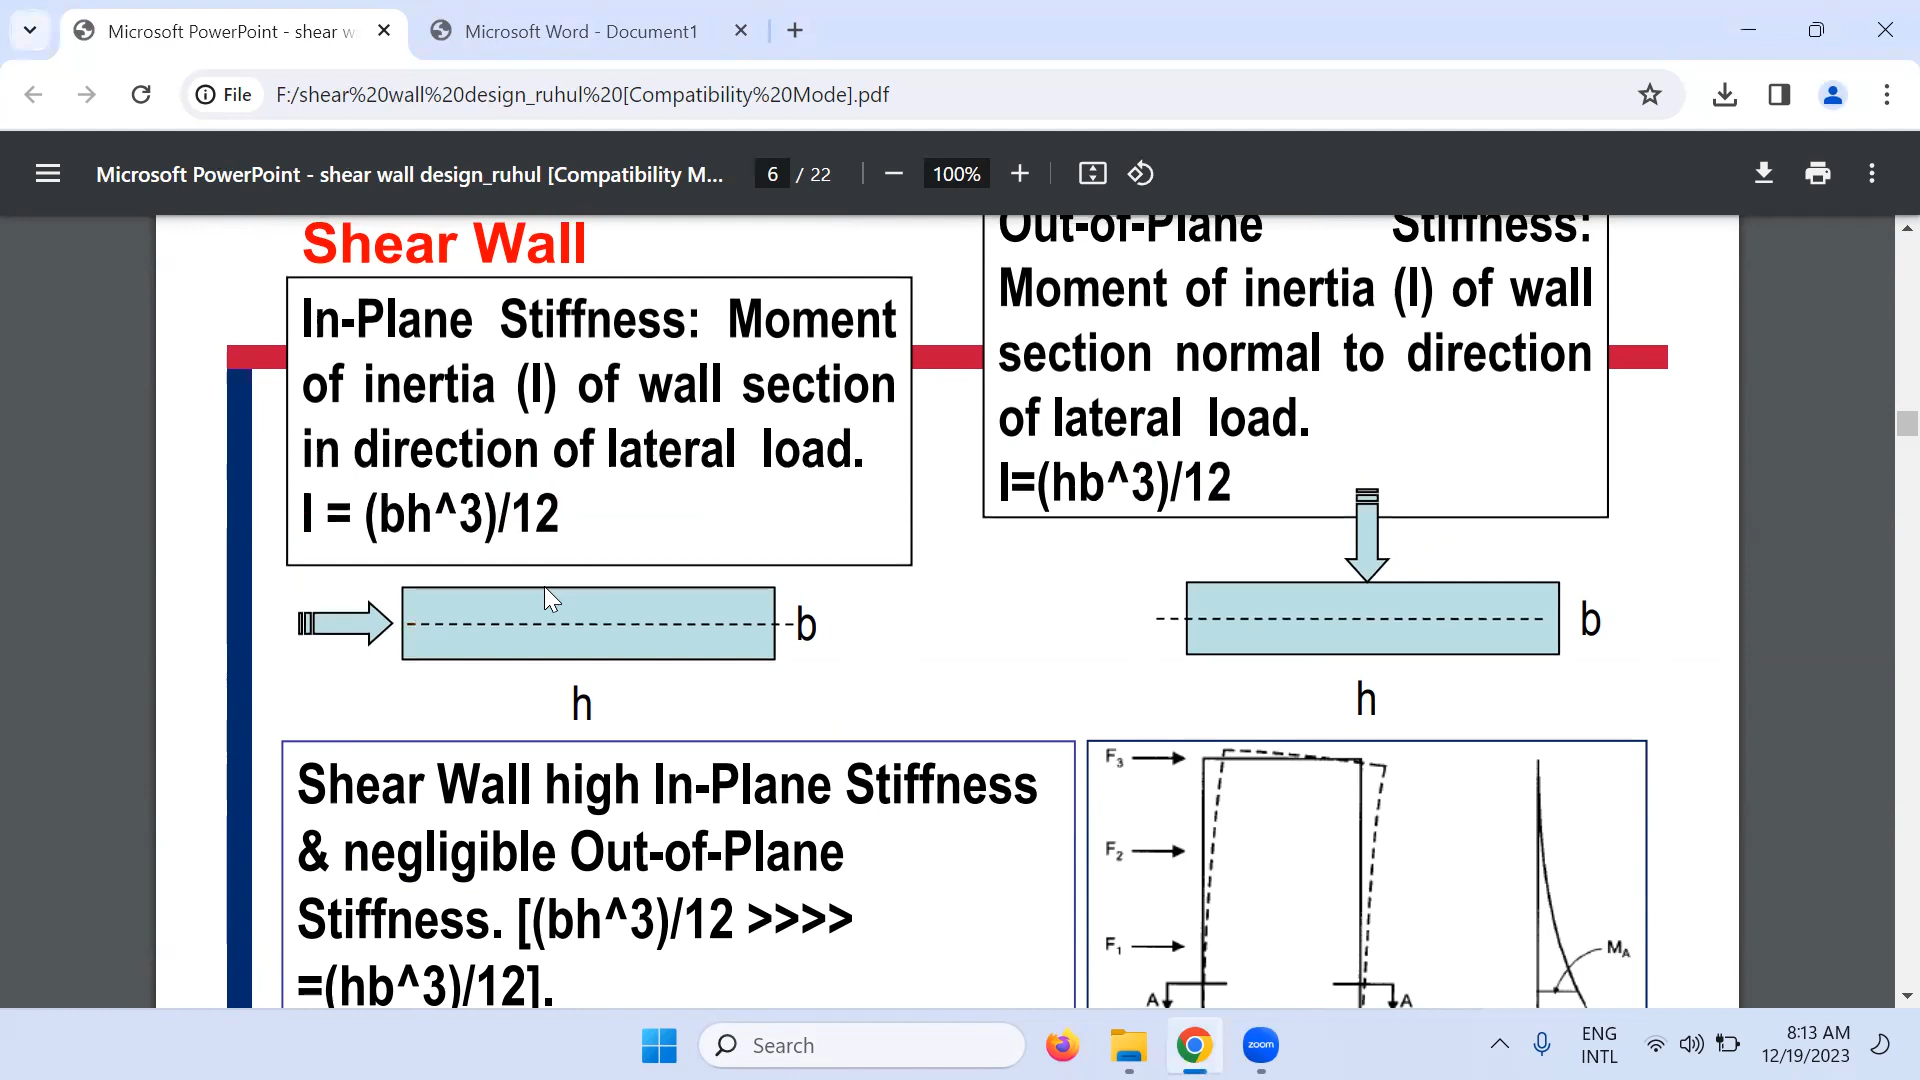 Microsoft PowerPoint - shear w
Microsoft Word - Document1
File
F:/shear%20wall%20design_ruhul%20[Compatibility%20Mode].pdf
Microsoft PowerPoint - shear wall design_ruhul [Compatibility M...
6 / 22
100%
Shear Wall
In-Plane Stiffness: Moment
of inertia (I) of wall section
in direction of lateral load.
I = (bh^3)/12
b
h
Out-of-Plane Stiffness:
Moment of inertia (I) of wall
section normal to direction
of lateral load.
I=(hb^3)/12
b
h
Shear Wall high In-Plane Stiffness
& negligible Out-of-Plane
Stiffness. [(bh^3)/12 >>>>
=(hb^3)/12].
F3
F2
F1
A
A
MA
Search
zoom
ENG
INTL
8:13 AM
12/19/2023